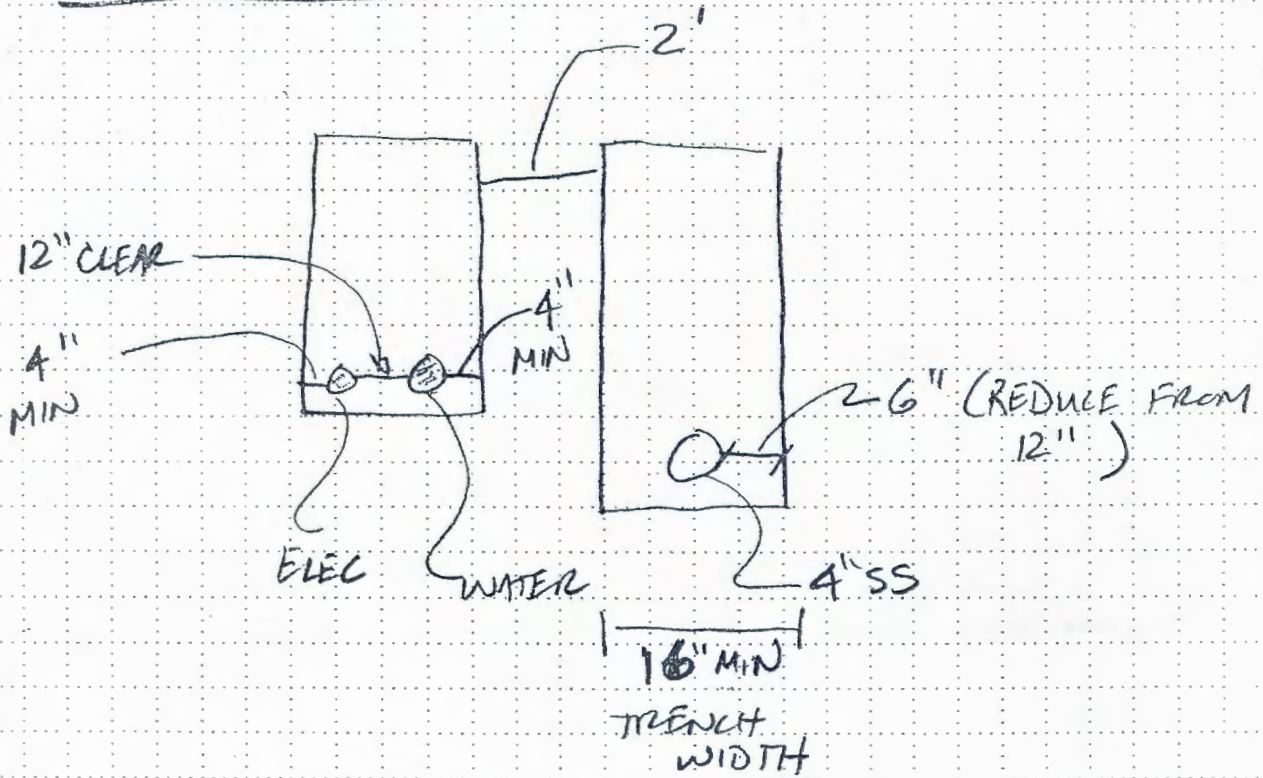 2'
12" CLEAR
4"
MIN
4"
MIN
6" (REDUCE FROM
12")
ELEC
WATER
4" SS
16" MIN
TRENCH
WIDTH